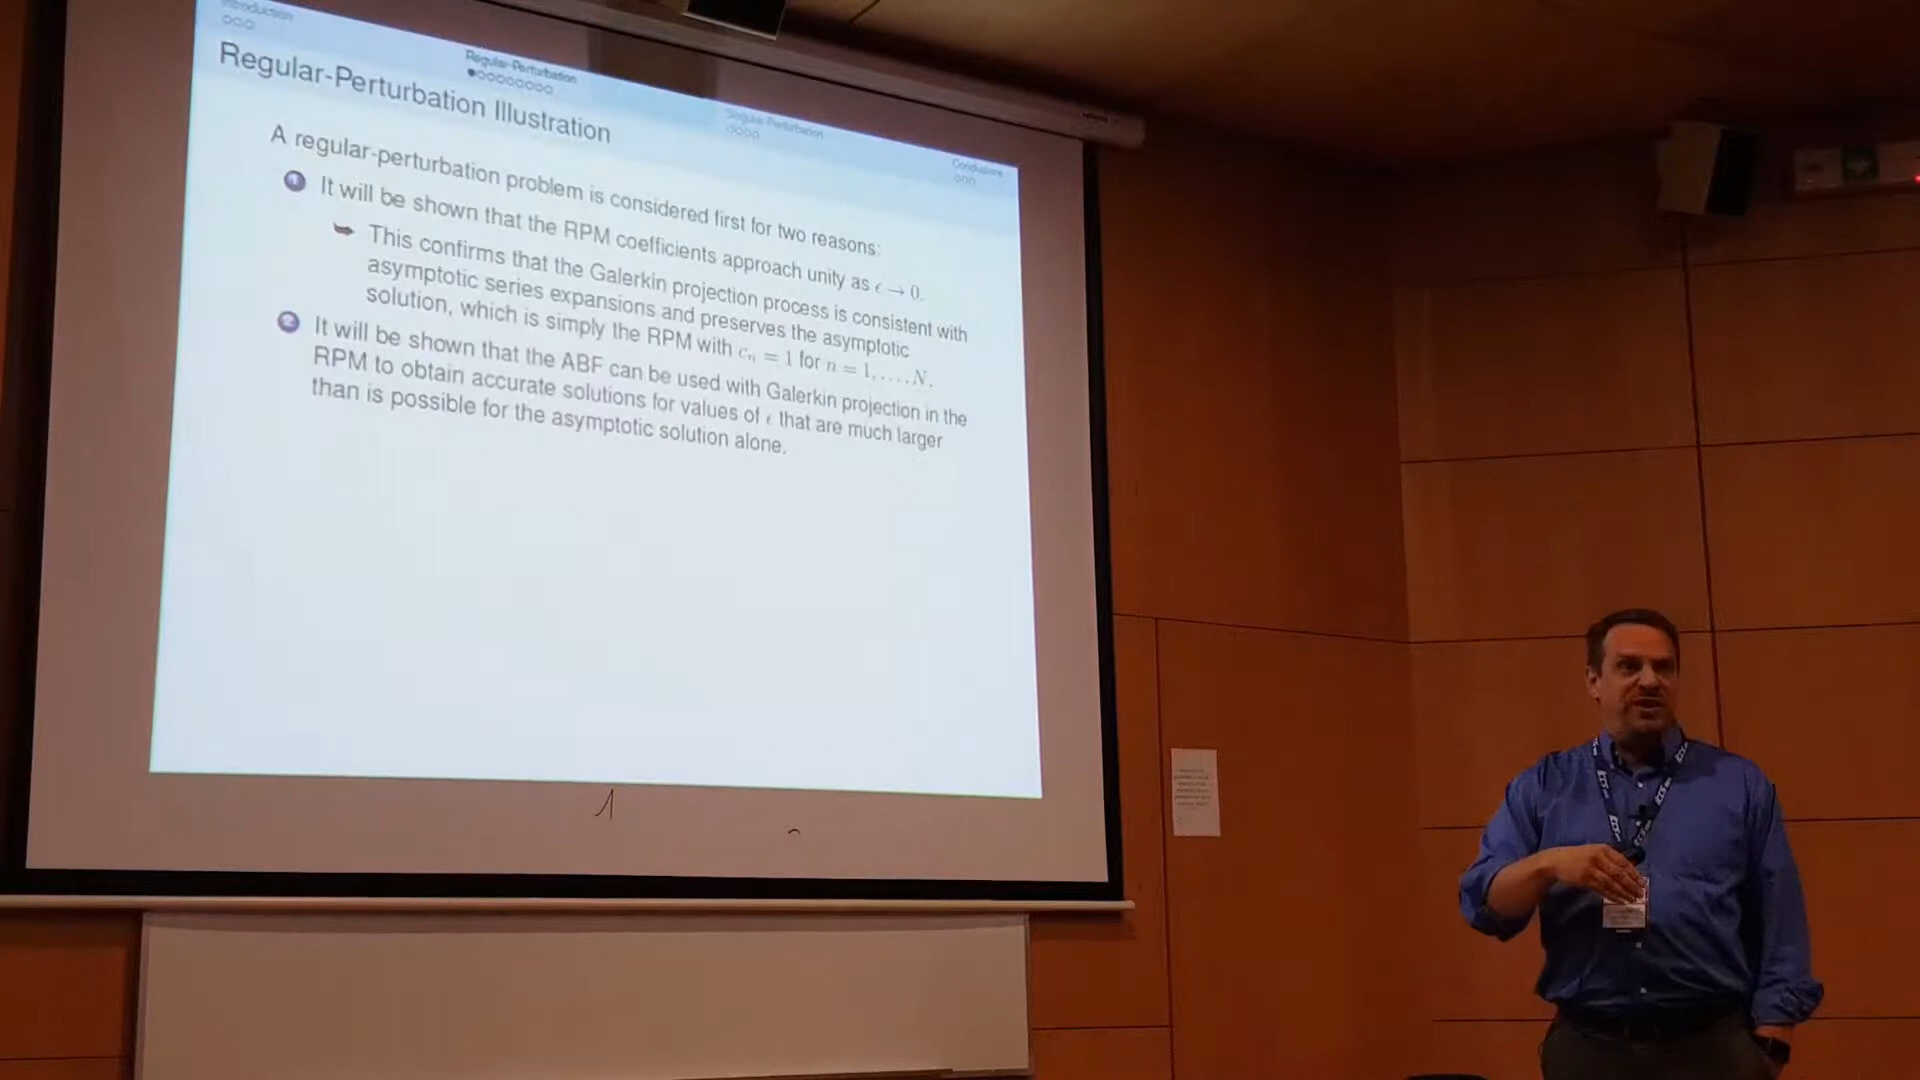 Introduction
Regular-Perturbation
Singular-Perturbation
Conclusions
Regular-Perturbation Illustration
A regular-perturbation problem is considered first for two reasons:
1 It will be shown that the RPM coefficients approach unity as ϵ → 0.
This confirms that the Galerkin projection process is consistent with
asymptotic series expansions and preserves the asymptotic
solution, which is simply the RPM with cₙ = 1 for n = 1, . . . , N.
2 It will be shown that the ABF can be used with Galerkin projection in the
RPM to obtain accurate solutions for values of ϵ that are much larger
than is possible for the asymptotic solution alone.